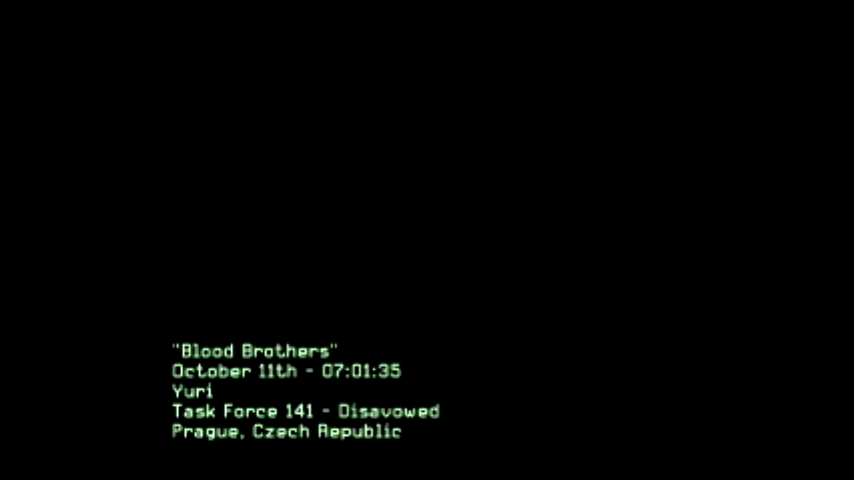 "Blood Brothers"
October 11th - 07:01:35
Yuri
Task Force 141 - Disavowed
Prague, Czech Republic